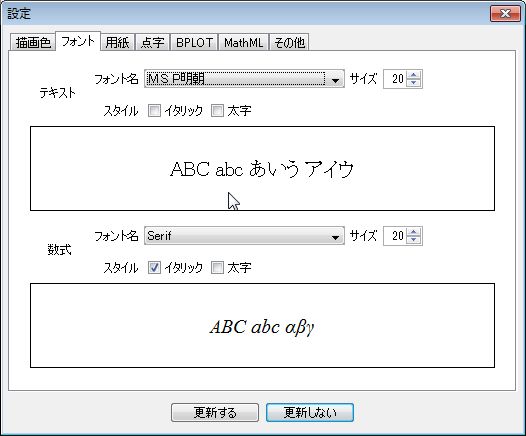 設定
描画色 フォント 用紙 点字 BPLOT MathML その他
フォント名 ＭＳ Ｐ明朝 サイズ 20
テキスト
スタイル イタリック 太字
ABC abc あいう アイウ
フォント名 Serif サイズ 20
数式
スタイル イタリック 太字
ABC abc αβγ
更新する 更新しない